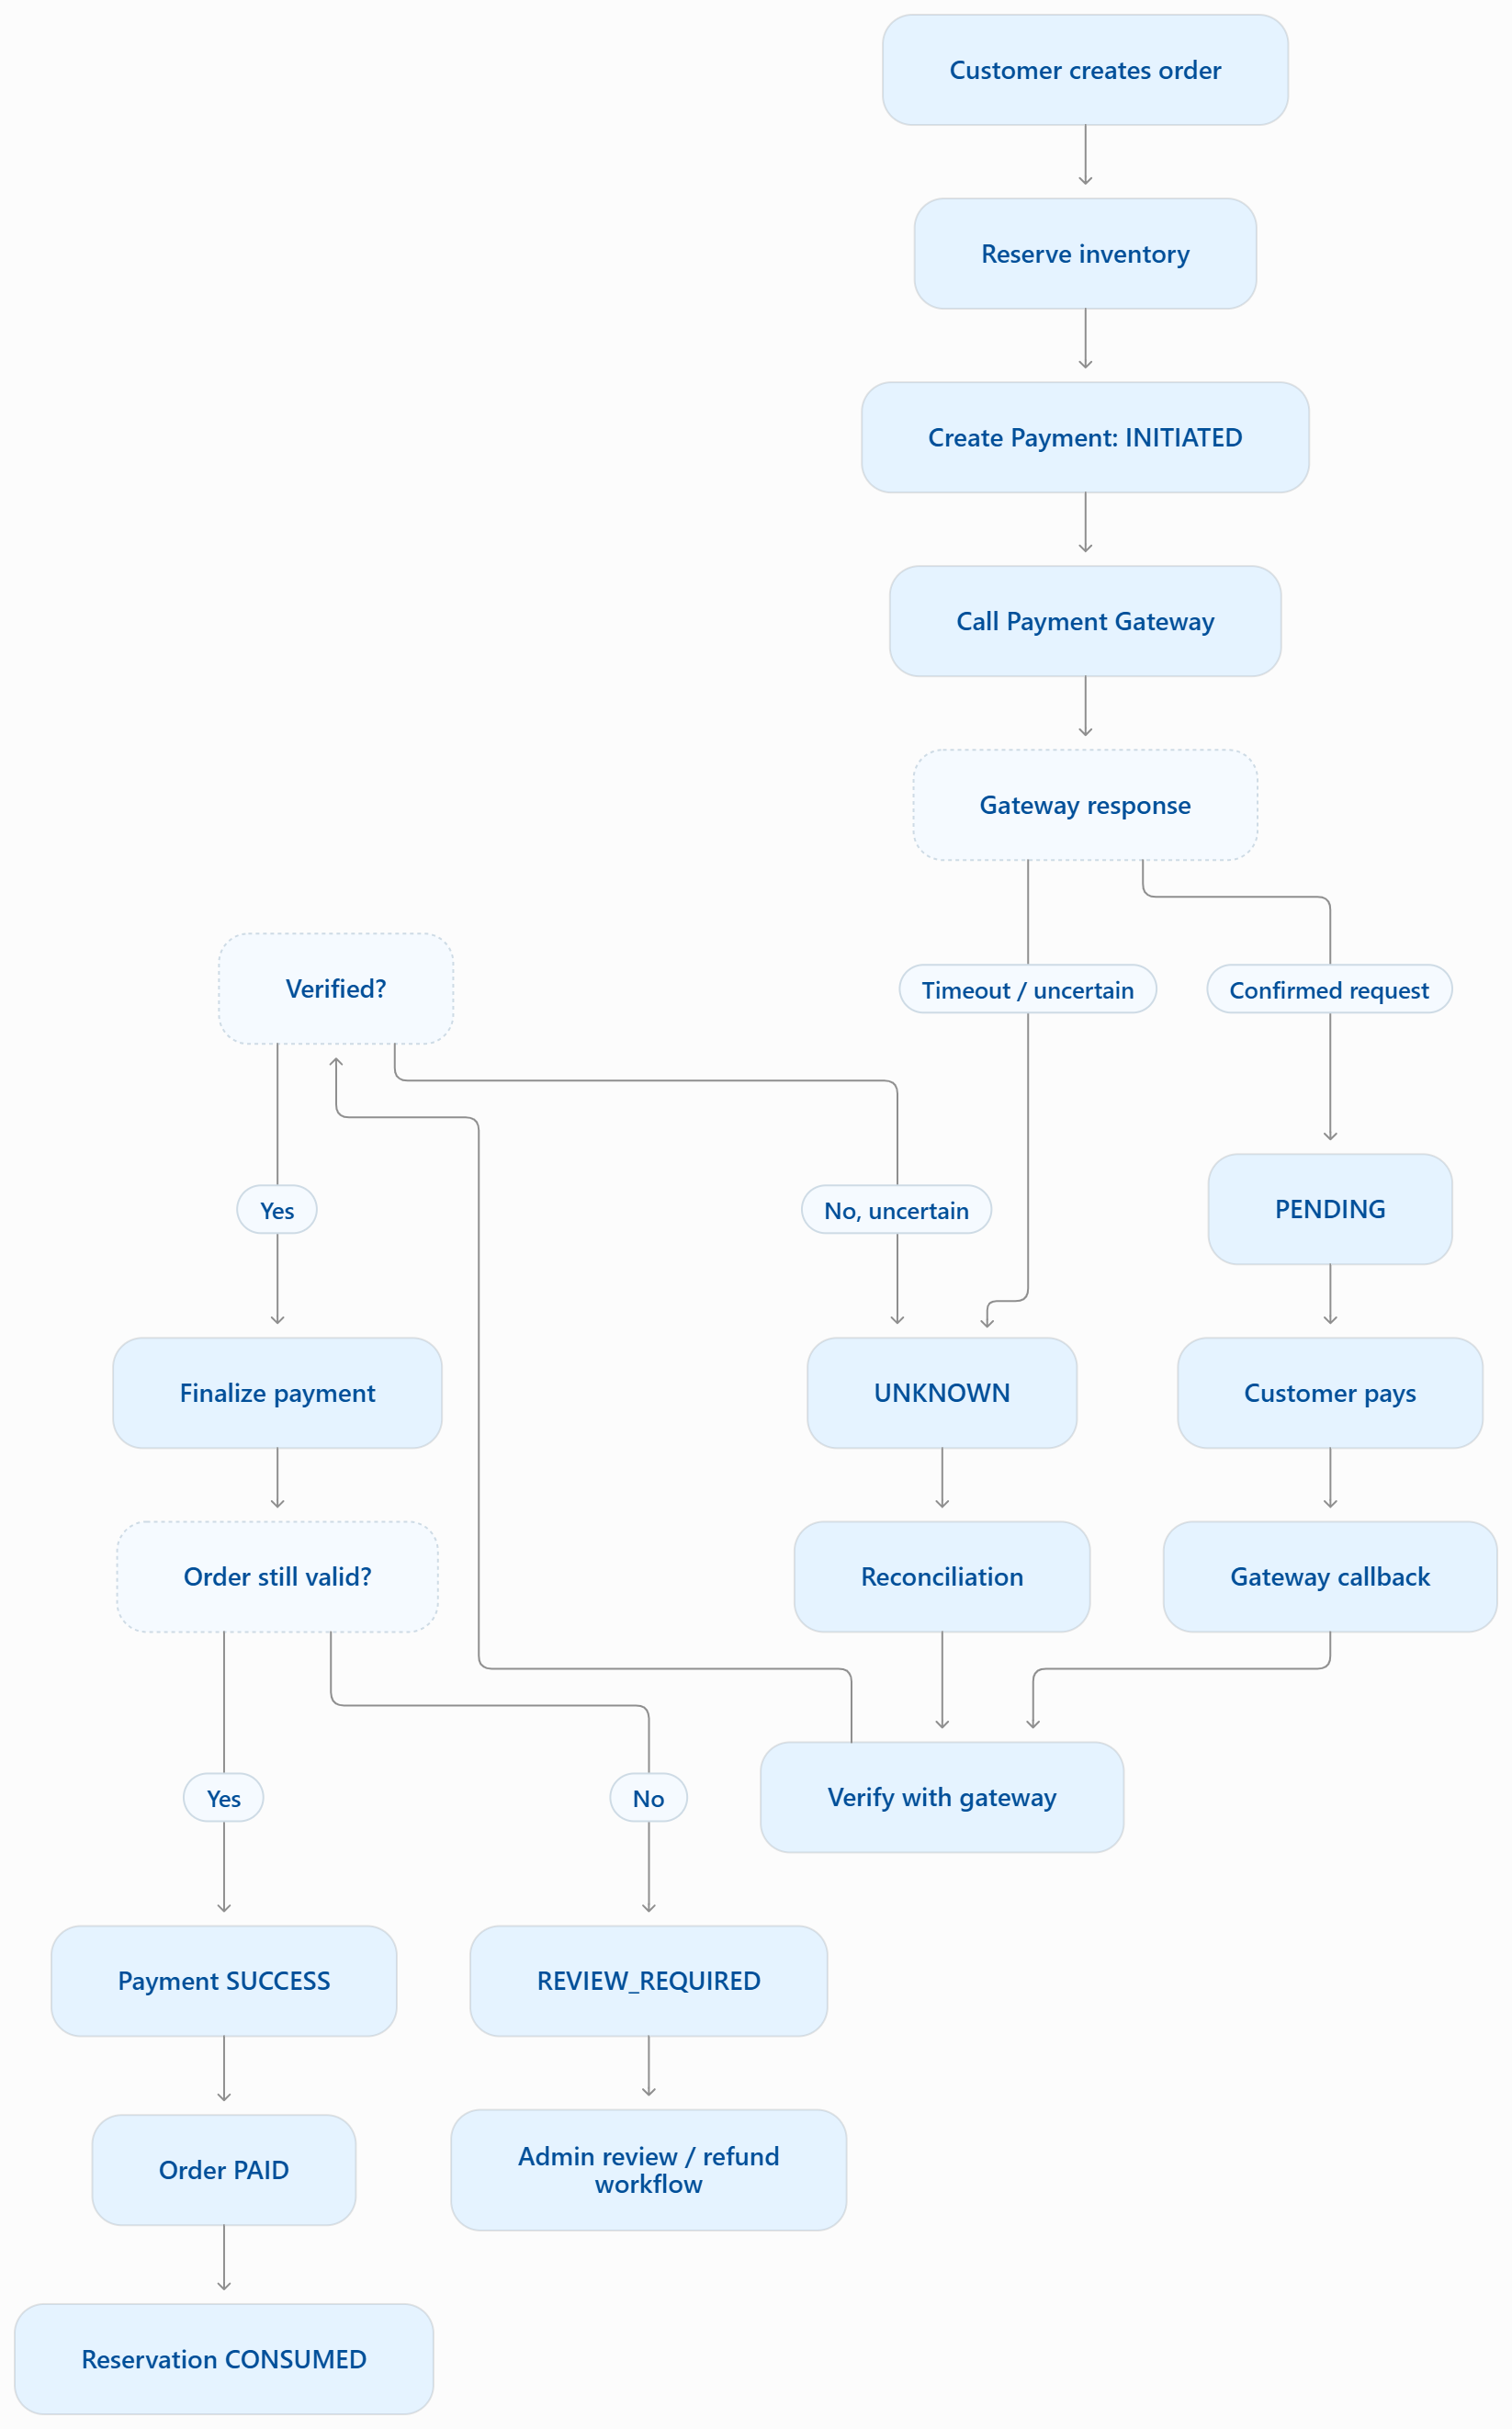 Customer creates order
Reserve inventory
Create Payment: INITIATED
Call Payment Gateway
Gateway response
Verified?
Timeout / uncertain
Confirmed request
Yes
No, uncertain
PENDING
Finalize payment
UNKNOWN
Customer pays
Order still valid?
Reconciliation
Gateway callback
Yes
No
Verify with gateway
Payment SUCCESS
REVIEW_REQUIRED
Order PAID
Admin review / refund
workflow
Reservation CONSUMED